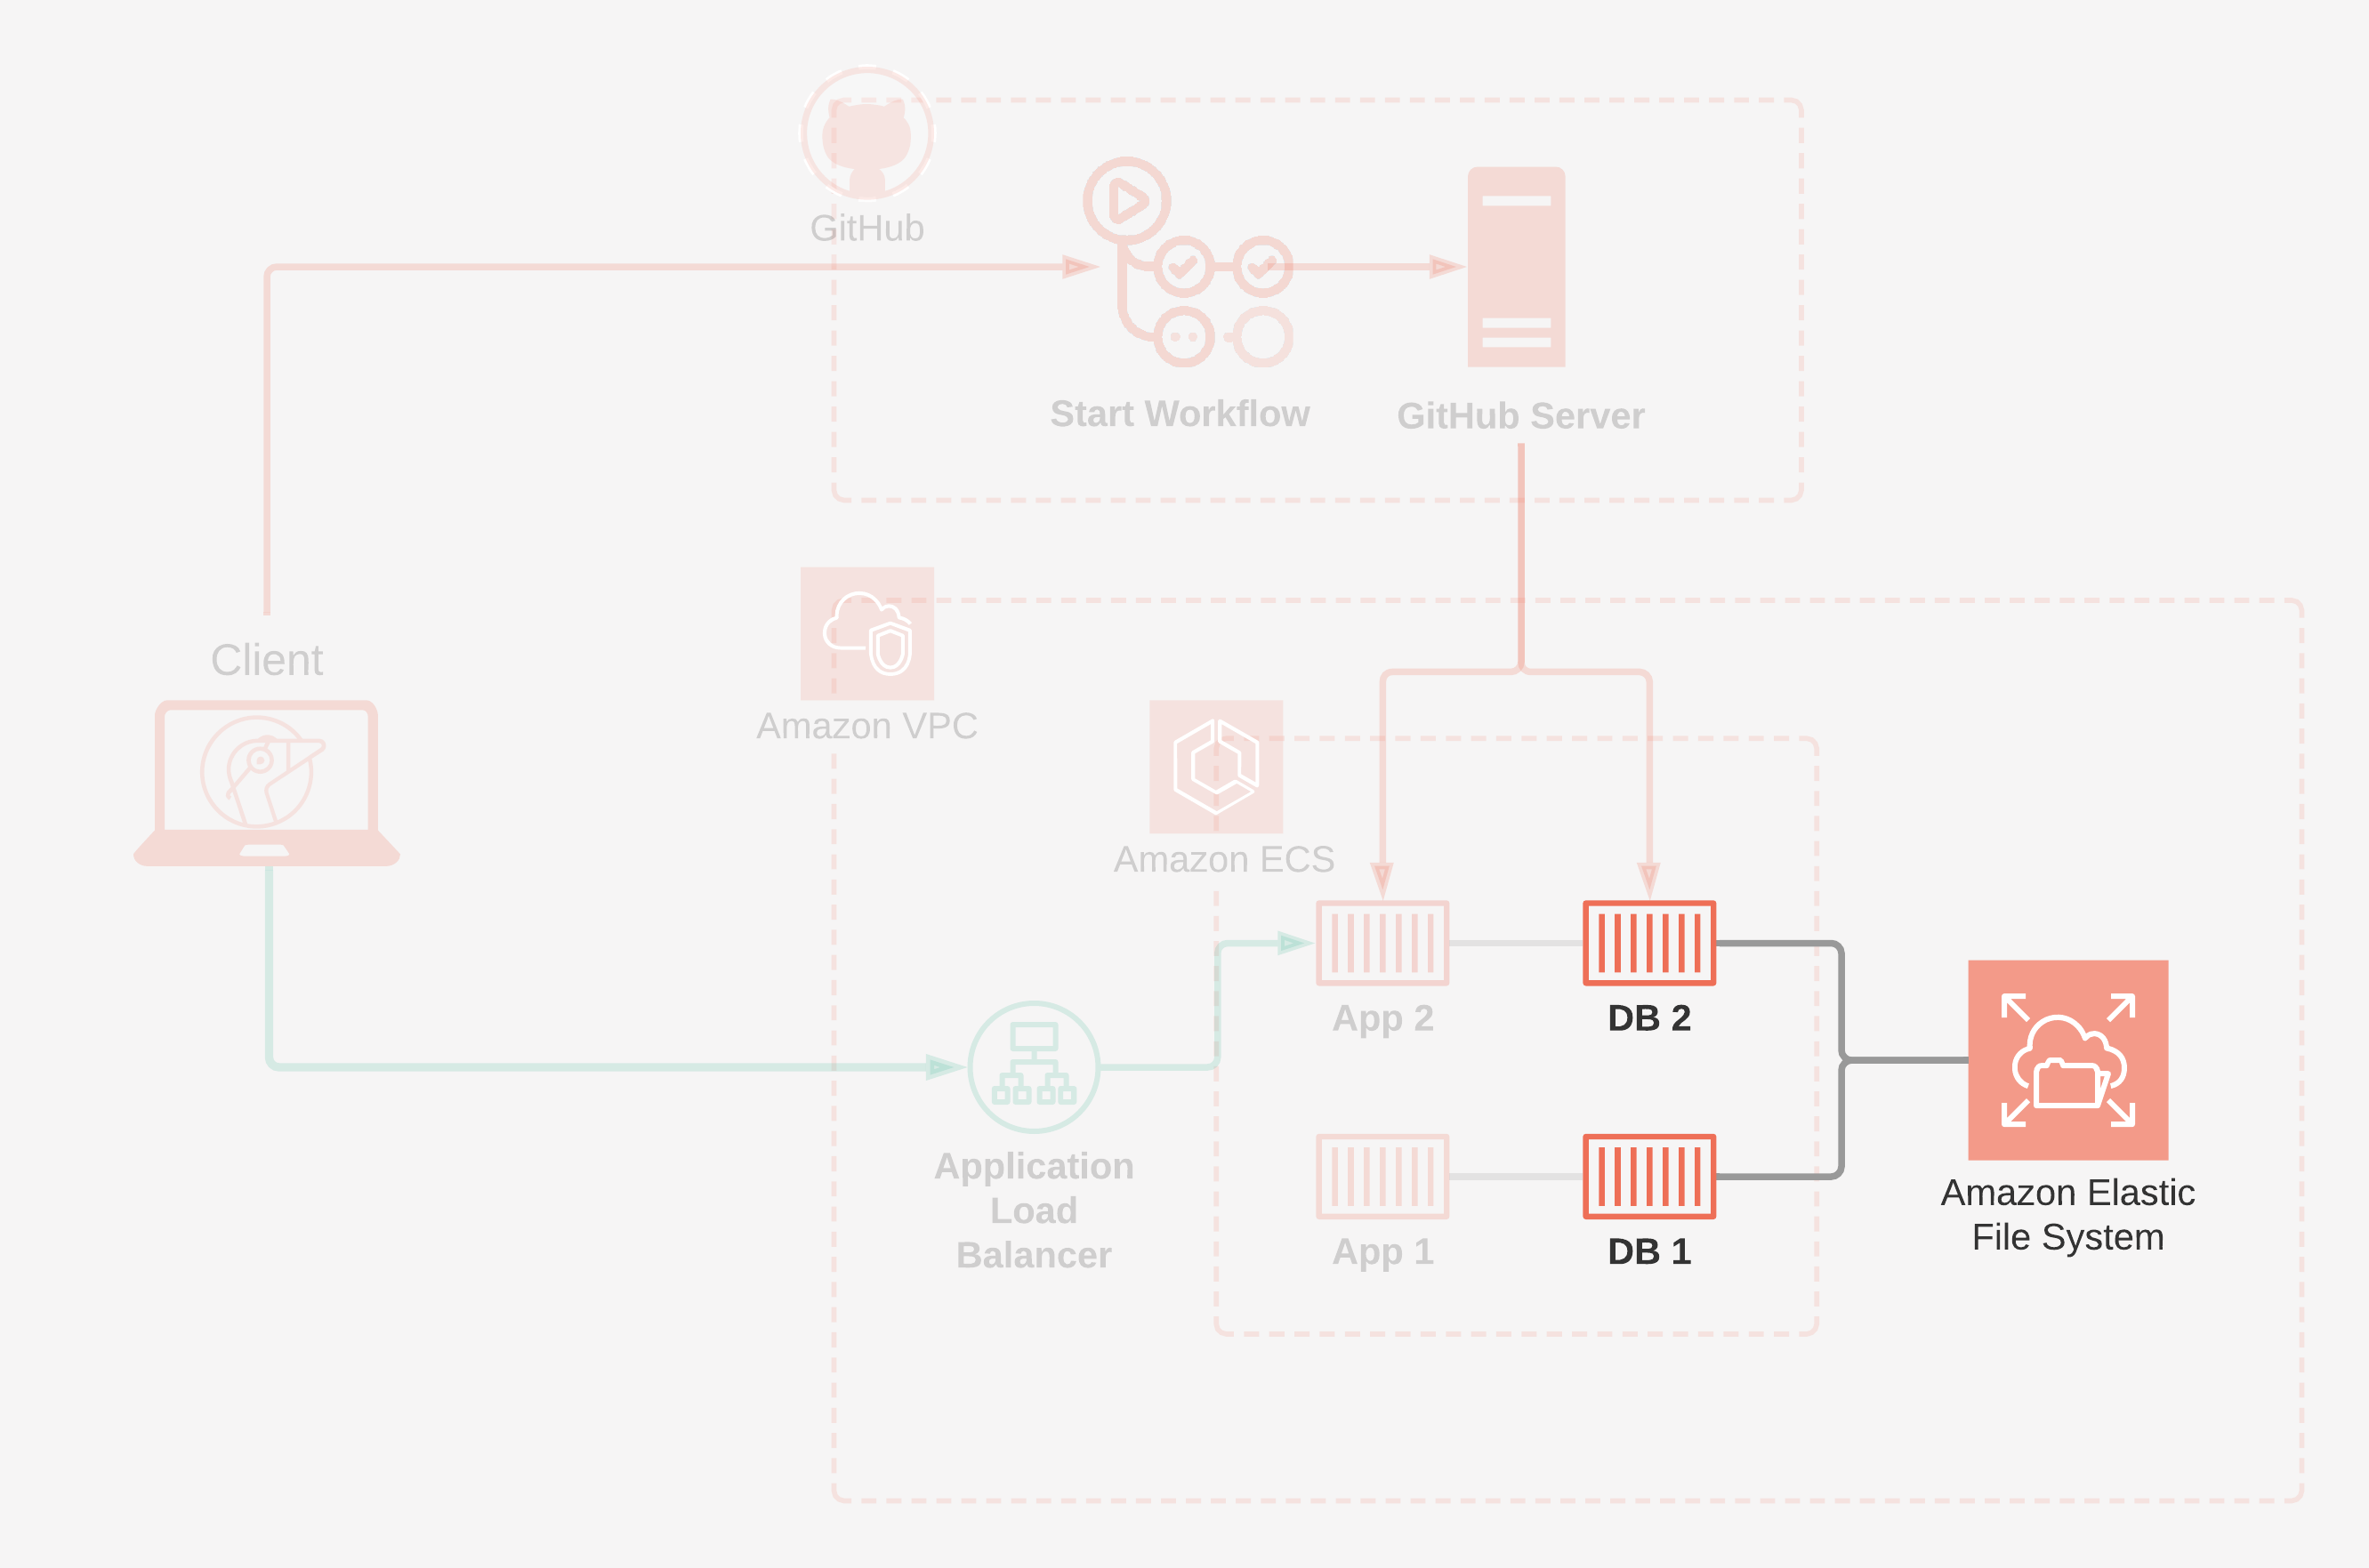 GitHub
Start Workflow
GitHub Server
Client
Amazon VPC
Amazon ECS
App 2
DB 2
Application
Load
Balancer
Amazon Elastic
File System
App 1
DB 1